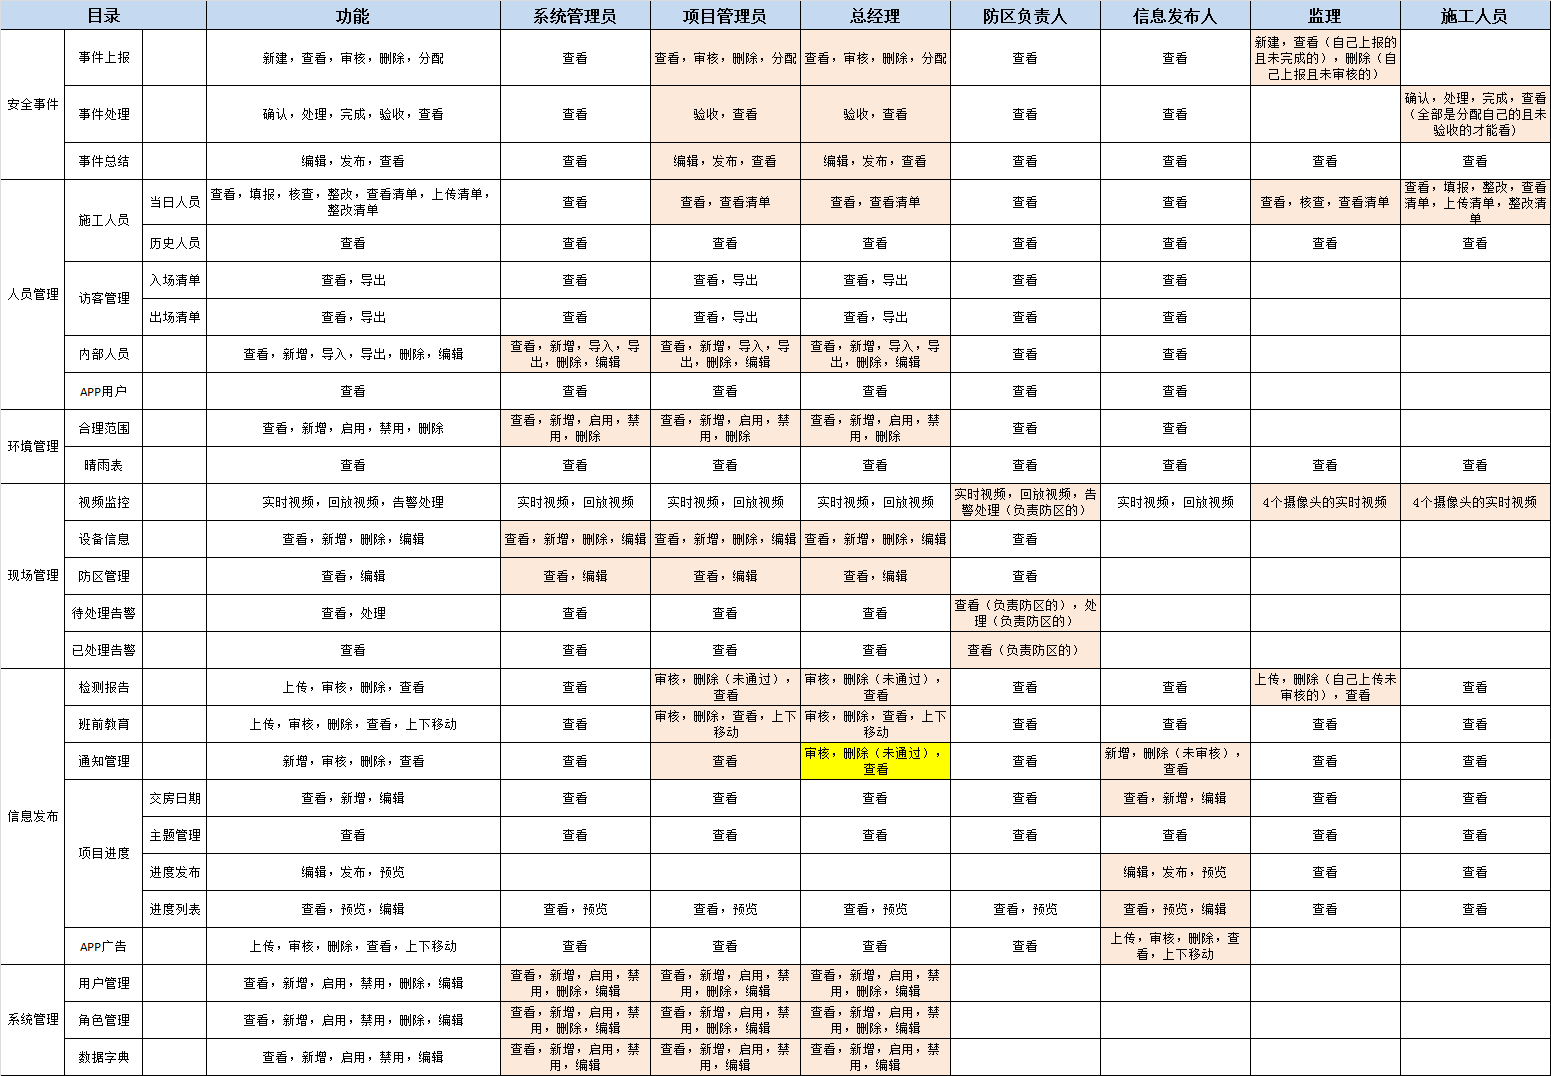 目录 功能 系统管理员 项目管理员 总经理 防区负责人 信息发布人 监理 施工人员
安全事件
事件上报 新建，查看，审核，删除，分配 查看 查看，审核，删除，分配 查看，审核，删除，分配 查看 查看 新建，查看（自己上报的
且未完成的），删除（自
己上报且未审核的）
事件处理 确认，处理，完成，验收，查看 查看 验收，查看 验收，查看 查看 查看 确认，处理，完成，查看
（全部是分配自己的且未
验收的才能看）
事件总结 编辑，发布，查看 查看 编辑，发布，查看 编辑，发布，查看 查看 查看 查看 查看
人员管理
施工人员
当日人员 查看，填报，核查，整改，查看清单，上传清单，
整改清单
查看 查看，查看清单 查看，查看清单 查看 查看 查看，核查，查看清单 查看，填报，整改，查看
清单，上传清单，整改清
单
历史人员 查看 查看 查看 查看 查看 查看 查看 查看
访客管理
入场清单 查看，导出 查看 查看，导出 查看，导出 查看 查看
出场清单 查看，导出 查看 查看，导出 查看，导出 查看 查看
内部人员 查看，新增，导入，导出，删除，编辑 查看，新增，导入，导
出，删除，编辑
查看，新增，导入，导
出，删除，编辑
查看，新增，导入，导
出，删除，编辑
查看 查看
APP用户 查看 查看 查看 查看 查看 查看
环境管理
合理范围 查看，新增，启用，禁用，删除 查看，新增，启用，禁
用，删除
查看，新增，启用，禁
用，删除
查看，新增，启用，禁
用，删除
查看 查看
晴雨表 查看 查看 查看 查看 查看 查看 查看 查看
现场管理
视频监控 实时视频，回放视频，告警处理 实时视频，回放视频 实时视频，回放视频 实时视频，回放视频 实时视频，回放视频，告
警处理（负责防区的）
实时视频，回放视频 4个摄像头的实时视频 4个摄像头的实时视频
设备信息 查看，新增，删除，编辑 查看，新增，删除，编辑 查看，新增，删除，编辑 查看，新增，删除，编辑 查看
防区管理 查看，编辑 查看，编辑 查看，编辑 查看，编辑 查看
待处理告警 查看，处理 查看 查看 查看 查看（负责防区的），处
理（负责防区的）
已处理告警 查看 查看 查看 查看 查看（负责防区的）
信息发布
检测报告 上传，审核，删除，查看 查看 审核，删除（未通过），
查看
审核，删除（未通过），
查看
查看 查看 上传，删除（自己上传未
审核的），查看
查看
班前教育 上传，审核，删除，查看，上下移动 查看 审核，删除，查看，上下
移动
审核，删除，查看，上下
移动
查看 查看 查看 查看
通知管理 新增，审核，删除，查看 查看 查看 审核，删除（未通过），
查看
查看 新增，删除（未审核），
查看
查看 查看
项目进度
交房日期 查看，新增，编辑 查看 查看 查看 查看 查看，新增，编辑 查看 查看
主题管理 查看 查看 查看 查看 查看 查看 查看 查看
进度发布 编辑，发布，预览 编辑，发布，预览 查看 查看
进度列表 查看，预览，编辑 查看，预览 查看，预览 查看，预览 查看，预览 查看，预览，编辑 查看 查看
APP广告 上传，审核，删除，查看，上下移动 查看 查看 查看 查看 上传，审核，删除，查
看，上下移动
系统管理
用户管理 查看，新增，启用，禁用，删除，编辑 查看，新增，启用，禁
用，删除，编辑
查看，新增，启用，禁
用，删除，编辑
查看，新增，启用，禁
用，删除，编辑
角色管理 查看，新增，启用，禁用，删除，编辑 查看，新增，启用，禁
用，删除，编辑
查看，新增，启用，禁
用，删除，编辑
查看，新增，启用，禁
用，删除，编辑
数据字典 查看，新增，启用，禁用，编辑 查看，新增，启用，禁
用，编辑
查看，新增，启用，禁
用，编辑
查看，新增，启用，禁
用，编辑